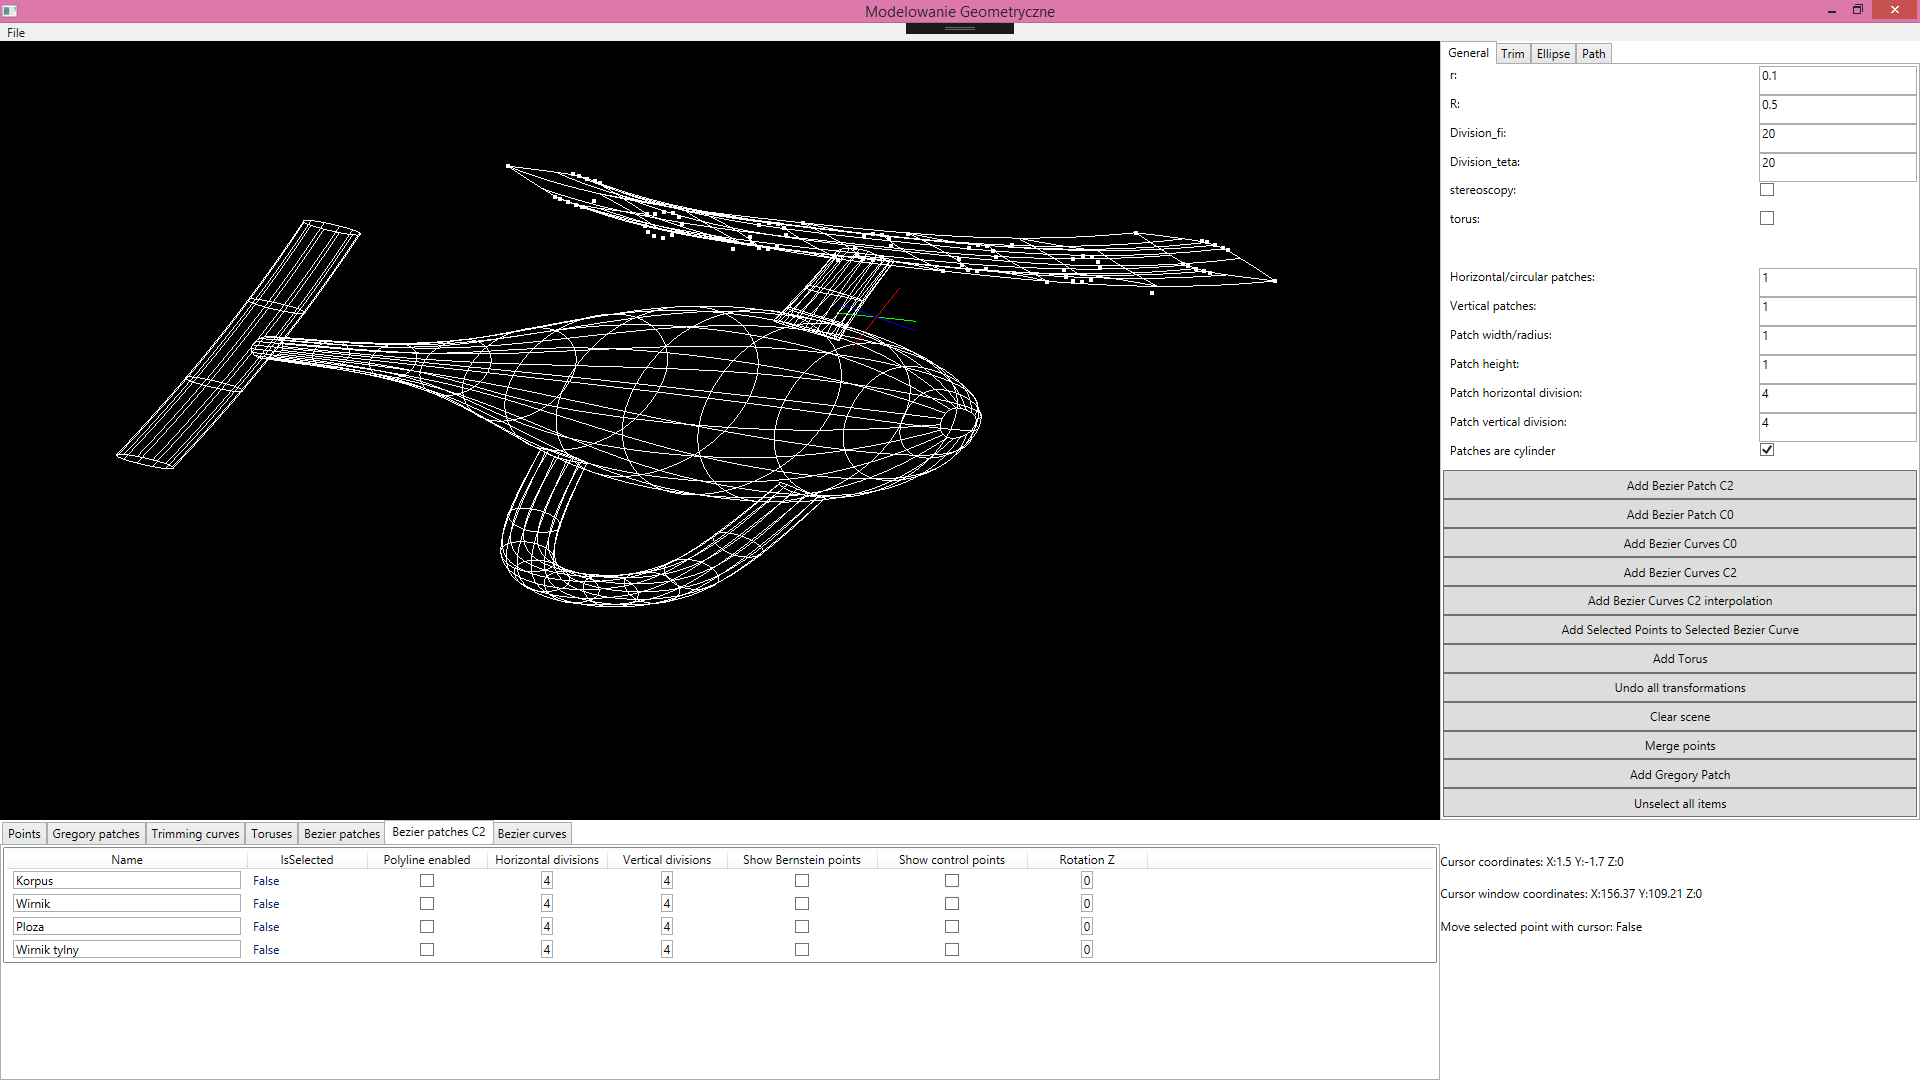 Modelowanie Geometryczne
File
General Trim Ellipse Path
r: 0.1
R: 0.5
Division_fi: 20
Division_teta: 20
stereoscopy:
torus:
Horizontal/circular patches: 1
Vertical patches: 1
Patch width/radius: 1
Patch height: 1
Patch horizontal division: 4
Patch vertical division: 4
Patches are cylinder
Add Bezier Patch C2
Add Bezier Patch C0
Add Bezier Curves C0
Add Bezier Curves C2
Add Bezier Curves C2 interpolation
Add Selected Points to Selected Bezier Curve
Add Torus
Undo all transformations
Clear scene
Merge points
Add Gregory Patch
Unselect all items
Points Gregory patches Trimming curves Toruses Bezier patches Bezier patches C2 Bezier curves
Name IsSelected Polyline enabled Horizontal divisions Vertical divisions Show Bernstein points Show control points Rotation Z
Korpus False 4 4 0
Wirnik False 4 4 0
Ploza False 4 4 0
Wirnik tylny False 4 4 0
Cursor coordinates: X:1.5 Y:-1.7 Z:0
Cursor window coordinates: X:156.37 Y:109.21 Z:0
Move selected point with cursor: False